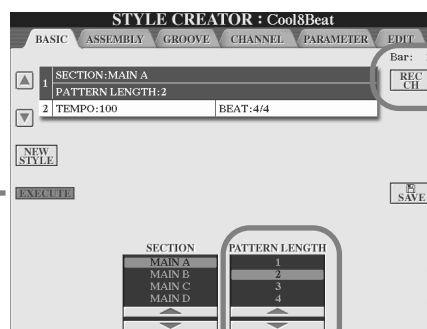 STYLE CREATOR : Cool8Beat
BASIC ASSEMBLY GROOVE CHANNEL PARAMETER EDIT
Bar:
1 SECTION:MAIN A
PATTERN LENGTH:2
REC CH
2 TEMPO:100 BEAT:4/4
NEW STYLE
EXECUTE
SAVE
SECTION PATTERN LENGTH
MAIN A 1
MAIN B 2
MAIN C 3
MAIN D 4